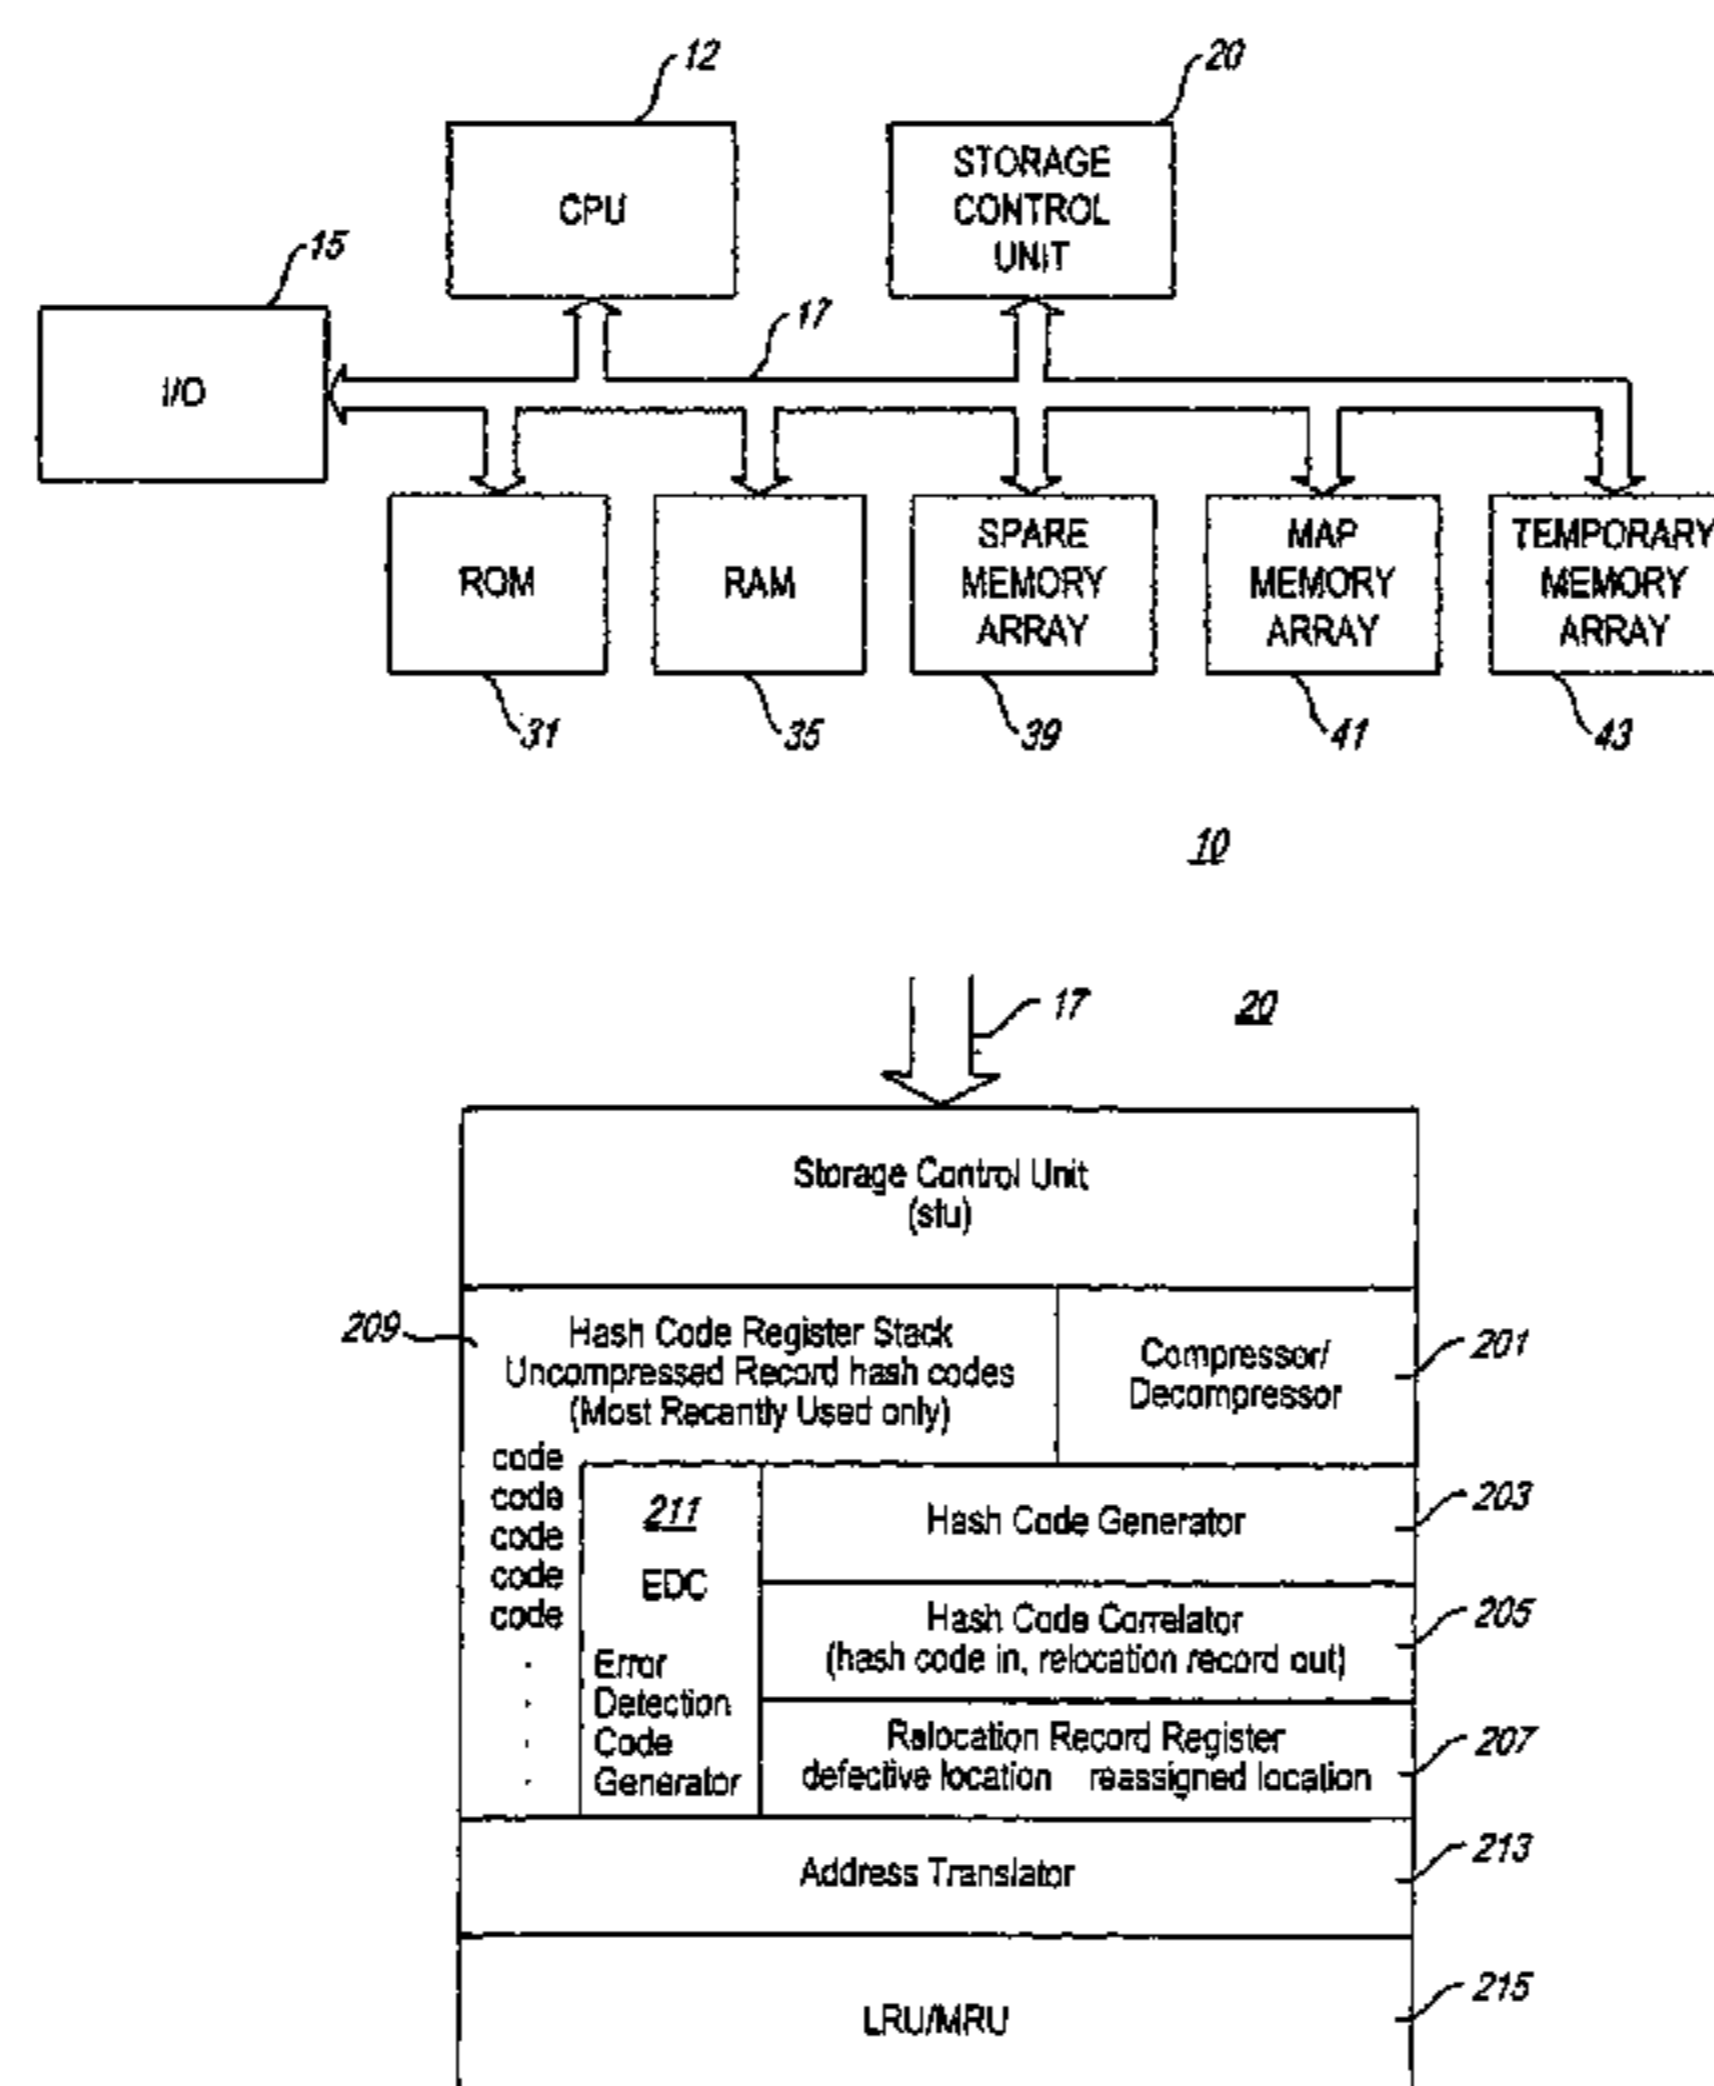 12
20
CPU
STORAGE
CONTROL
UNIT
15
17
I/O
ROM
RAM
SPARE
MEMORY
ARRAY
MAP
MEMORY
ARRAY
TEMPORARY
MEMORY
ARRAY
31
35
39
41
43
10
17
20
Storage Control Unit
(stu)
209
Hash Code Register Stack
Uncompressed Record hash codes
(Most Recently Used only)
Compressor/
Decompressor
201
code
code
code
code
code
211
EDC
Error
Detection
Code
Generator
Hash Code Generator
203
Hash Code Correlator
(hash code in, relocation record out)
205
Relocation Record Register
defective location reassigned location
207
Address Translator
213
LRU/MRU
215